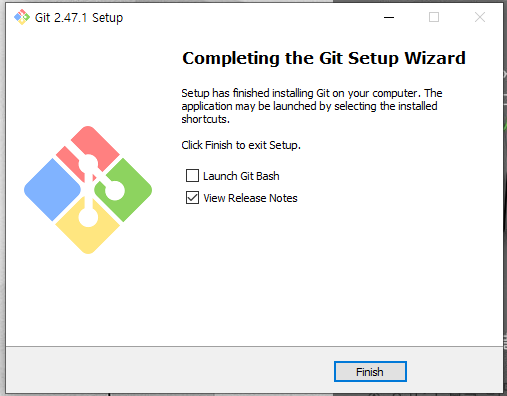 Git 2.47.1 Setup
Completing the Git Setup Wizard
Setup has finished installing Git on your computer. The
application may be launched by selecting the installed
shortcuts.
Click Finish to exit Setup.
Launch Git Bash
View Release Notes
Finish